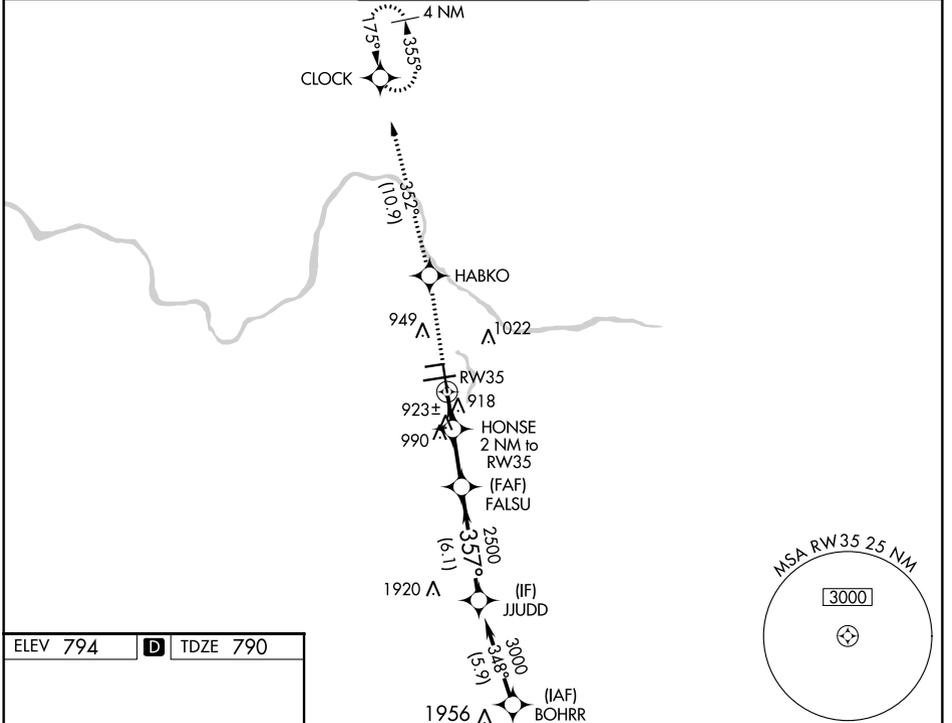 4 NM
175°
355°
CLOCK
352°
(10.9)
HABKO
949
1022
RW35
918
923±
HONSE
990
2 NM to
RW35
(FAF)
FALSU
2500
357°
(6.1)
MSA RW35 25 NM
3000
1920
(IF)
JJUDD
3000
348°
(5.9)
ELEV 794 D TDZE 790
(IAF)
BOHRR
1956